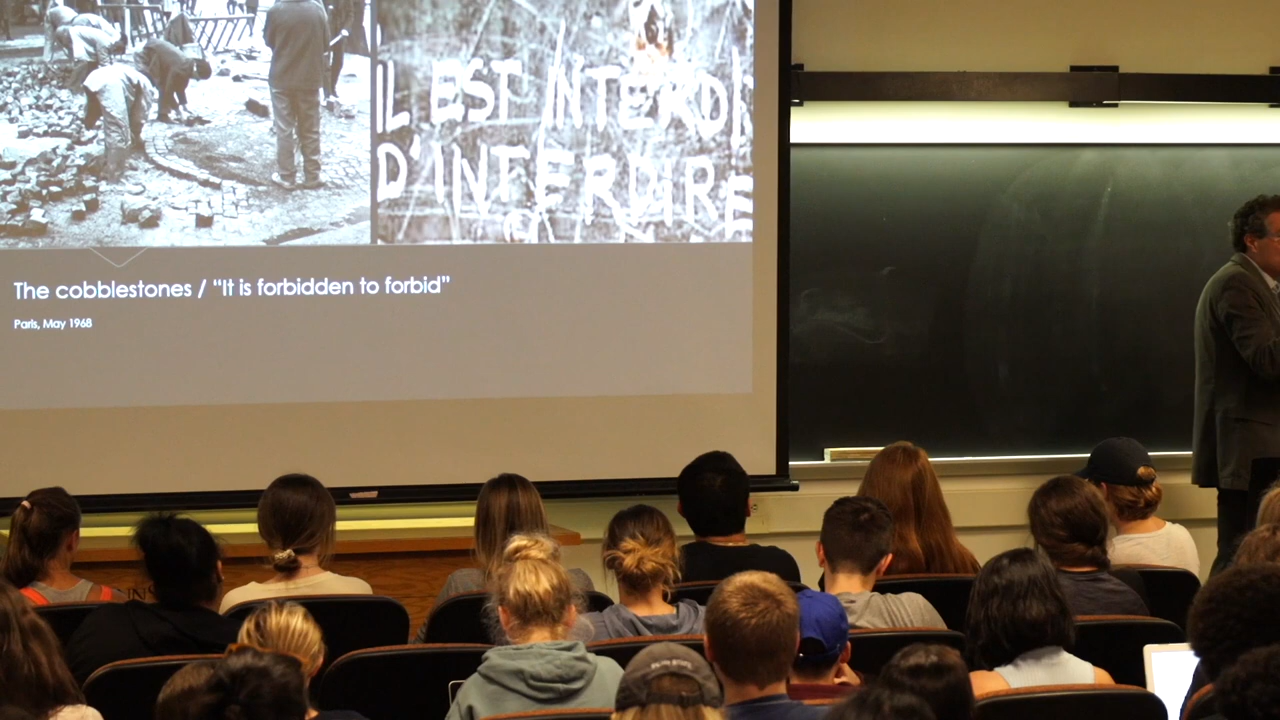 IL EST INTERDI
D'INTERDIRE
The cobblestones / “It is forbidden to forbid”
Paris, May 1968